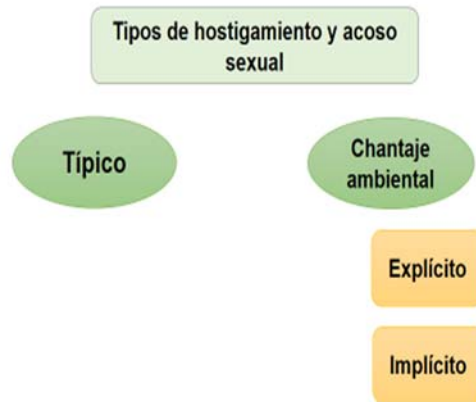 Tipos de hostigamiento y acoso
sexual
Típico
Chantaje
ambiental
Explícito
Implícito